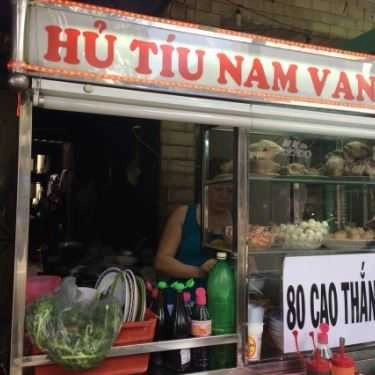 HỦ TÍU NAM VAN
80 CAO THẮN